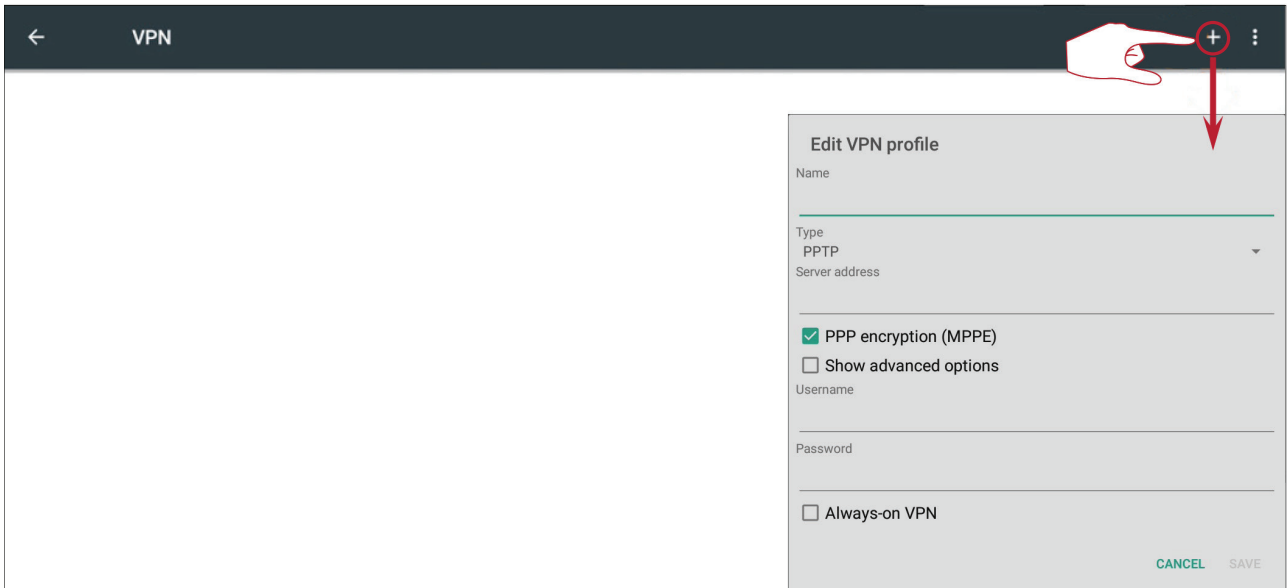 VPN
Edit VPN profile
Name
Type
PPTP
Server address
PPP encryption (MPPE)
Show advanced options
Username
Password
Always-on VPN
CANCEL SAVE